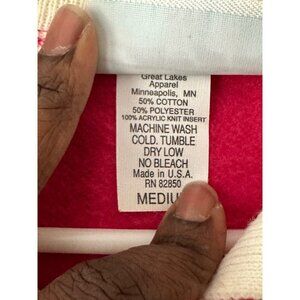 Great Lakes
Apparel
Minneapolis, MN
50% COTTON
50% POLYESTER
100% ACRYLIC KNIT INSERT
MACHINE WASH
COLD. TUMBLE
DRY LOW
NO BLEACH
Made in U.S.A.
RN 82850